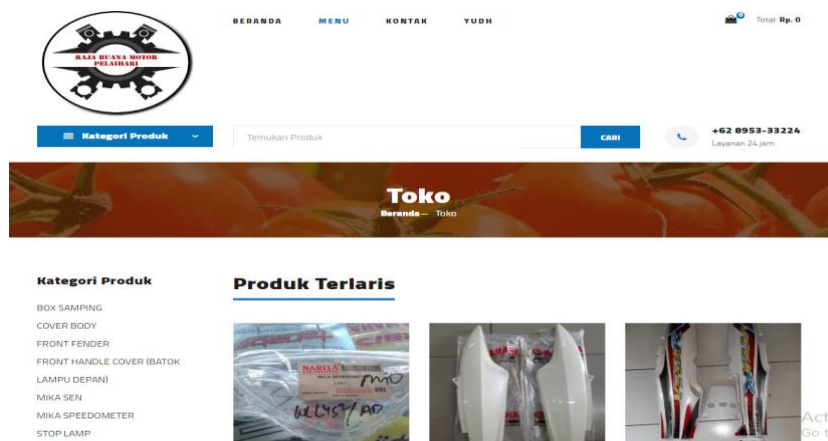 BERANDA MENU KONTAK YUDH
Total: Rp. 0
RAJA BUANA MOTOR
PELAIHARI
Kategori Produk
Temukan Produk
CARI
+62 8953-33224
Layanan 24 jam
Toko
Beranda— Toko
Kategori Produk
BOX SAMPING
COVER BODY
FRONT FENDER
FRONT HANDLE COVER (BATOK
LAMPU DEPAN)
MIKA SEN
MIKA SPEEDOMETER
STOP LAMP
Produk Terlaris
NARITA
mio
Act
Go t